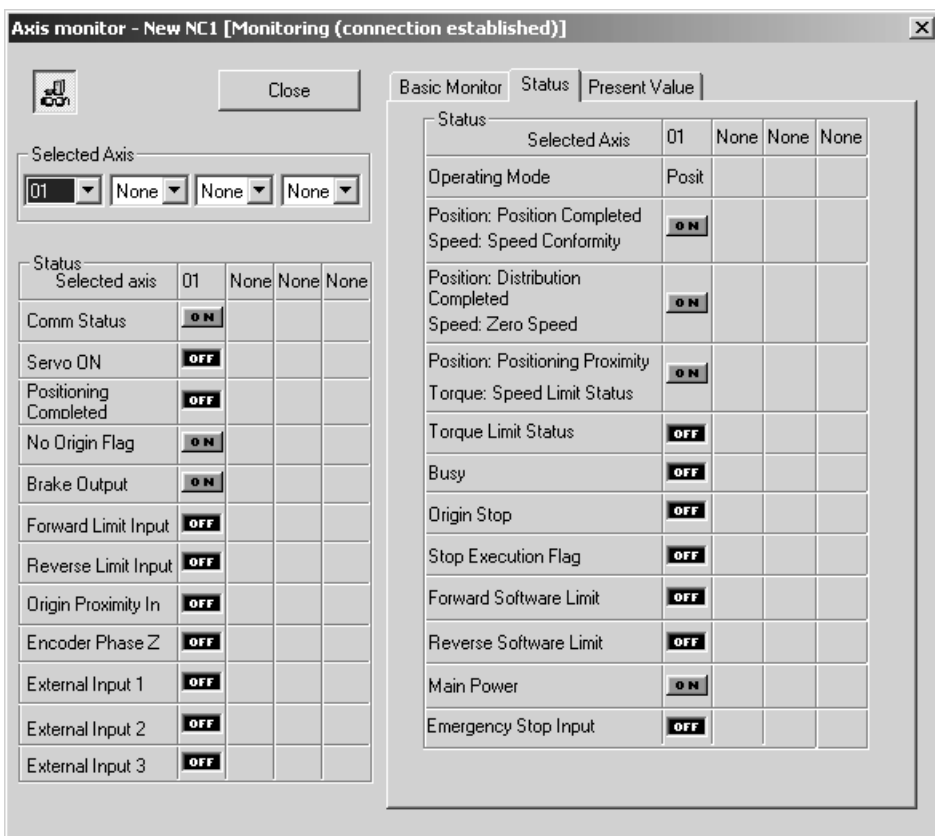 Axis monitor - New NC1 [Monitoring (connection established)]
Close
Selected Axis
01 None None None
Status
Selected axis 01 None None None
Comm Status ON
Servo ON OFF
Positioning
Completed OFF
No Origin Flag ON
Brake Output ON
Forward Limit Input OFF
Reverse Limit Input OFF
Origin Proximity In OFF
Encoder Phase Z OFF
External Input 1 OFF
External Input 2 OFF
External Input 3 OFF
Basic Monitor Status Present Value
Status
Selected Axis 01 None None None
Operating Mode Posit
Position: Position Completed
Speed: Speed Conformity ON
Position: Distribution
Completed ON
Speed: Zero Speed
Position: Positioning Proximity ON
Torque: Speed Limit Status
Torque Limit Status OFF
Busy OFF
Origin Stop OFF
Stop Execution Flag OFF
Forward Software Limit OFF
Reverse Software Limit OFF
Main Power ON
Emergency Stop Input OFF